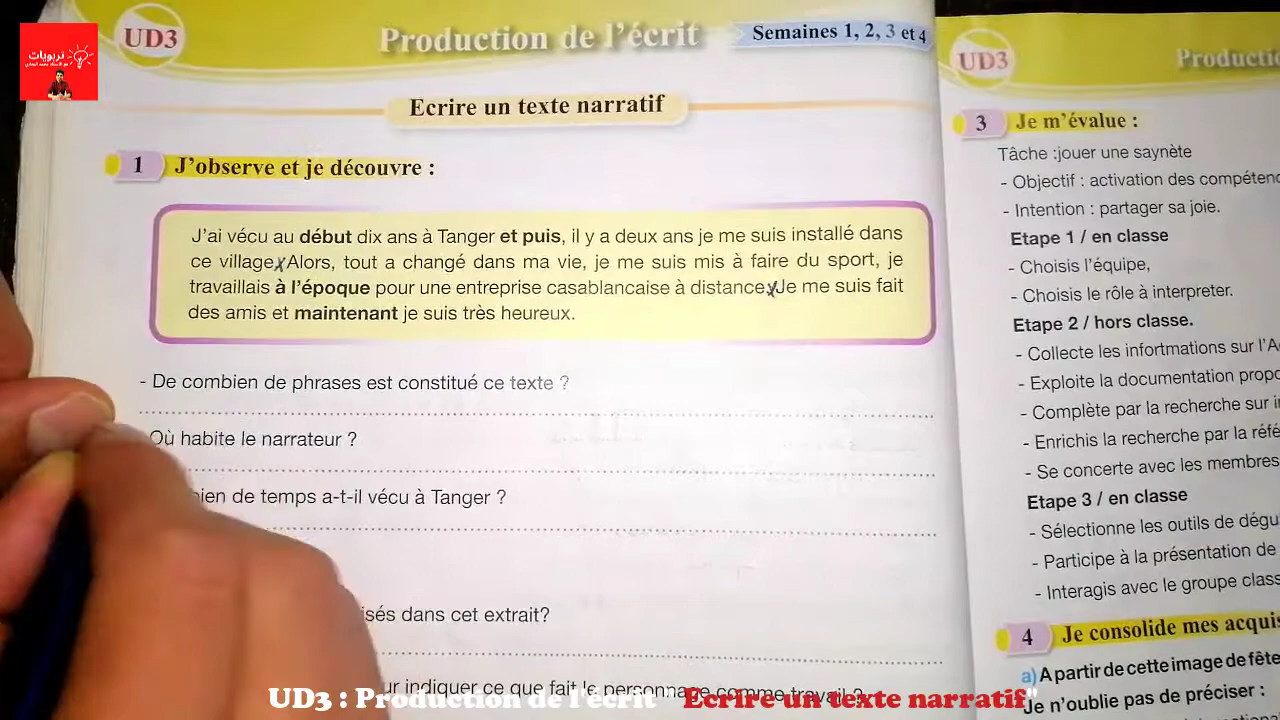 تربويات
UD3
Production de l'écrit
Semaines 1, 2, 3 et 4
Ecrire un texte narratif
1 J'observe et je découvre :
J'ai vécu au début dix ans à Tanger et puis, il y a deux ans je me suis installé dans
ce village. Alors, tout a changé dans ma vie, je me suis mis à faire du sport, je
travaillais à l'époque pour une entreprise casablancaise à distance. Je me suis fait
des amis et maintenant je suis très heureux.
- De combien de phrases est constitué ce texte ?
Où habite le narrateur ?
de temps a-t-il vécu à Tanger ?
dans cet extrait?
indiquer ce que fait le personnage comme travail ?
UD3
3 Je m'évalue :
Tâche :jouer une saynète
- Objectif : activation des
- Intention : partager sa joie.
Etape 1 / en classe
- Choisis l'équipe,
- Choisis le rôle à interpreter.
Etape 2 / hors classe.
- Collecte les infortmations sur
- Exploite la documentation
- Complète par la recherche sur
- Enrichis la recherche par la
- Se concerte avec les membres
Etape 3 / en classe
- Sélectionne les outils de
- Participe à la présentation de
- Interagis avec le groupe
4 Je consolide mes
a) A partir de cette image de
Je n'oublie pas de préciser :
UD3 : Production de l'écrit " Ecrire un texte narratif"